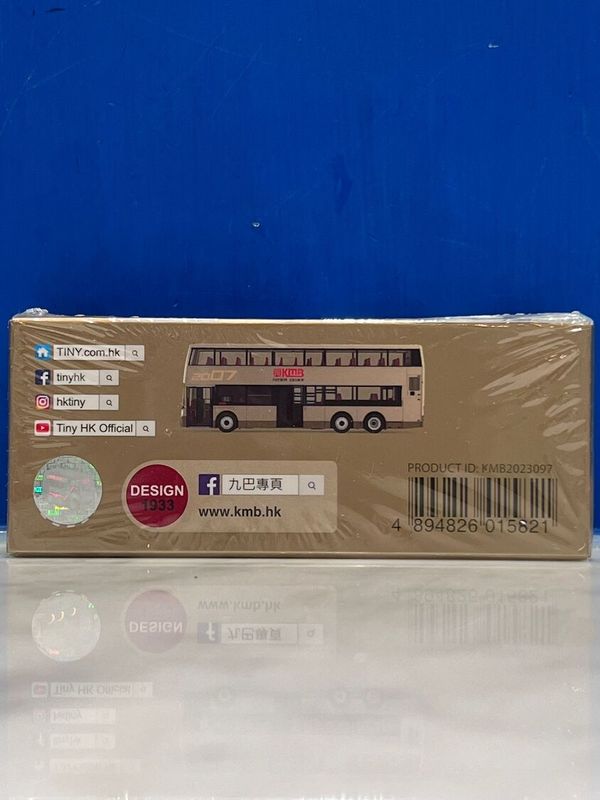 TINY.com.hk
tinyhk
hktiny
Tiny HK Official
2007
KMB
DESIGN
1933
九巴專頁
www.kmb.hk
PRODUCT ID: KMB2023097
4 894826 015821